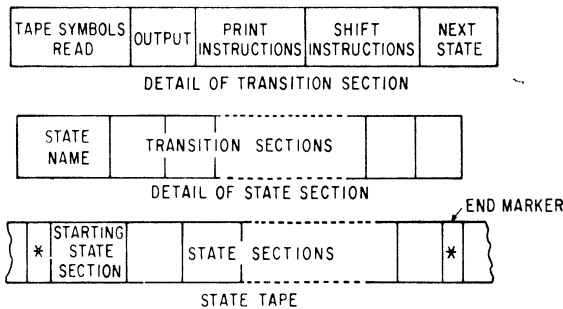 TAPE SYMBOLS READ
OUTPUT
PRINT INSTRUCTIONS
SHIFT INSTRUCTIONS
NEXT STATE
DETAIL OF TRANSITION SECTION
STATE NAME
TRANSITION SECTIONS
DETAIL OF STATE SECTION
END MARKER
*
STARTING STATE SECTION
STATE SECTIONS
*
STATE TAPE